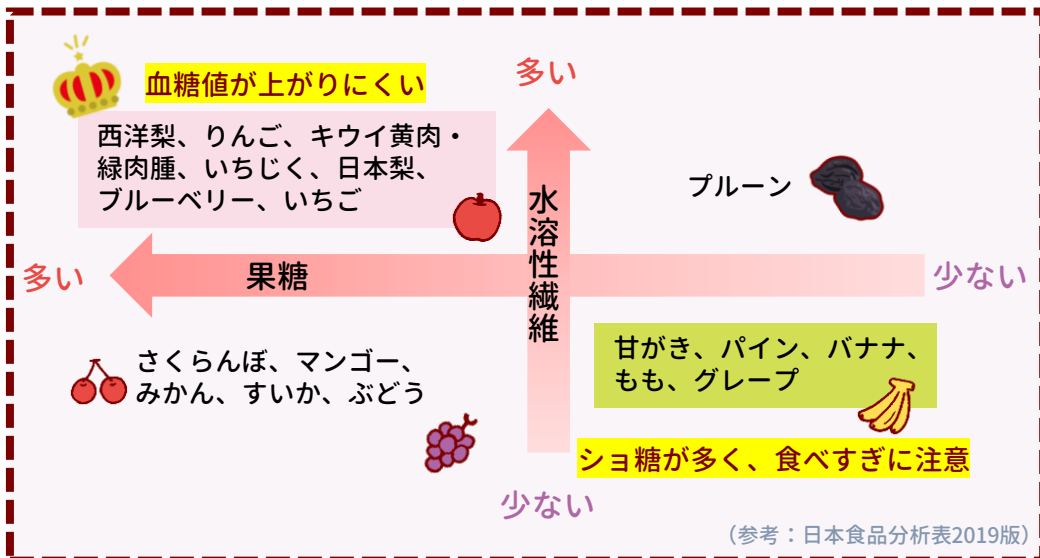 血糖値が上がりにくい
多い
西洋梨、りんご、キウイ黄肉・
緑肉腫、いちじく、日本梨、
ブルーベリー、いちご
プルーン
水溶性繊維
多い
果糖
少ない
さくらんぼ、マンゴー、
みかん、すいか、ぶどう
甘がき、パイン、バナナ、
もも、グレープ
ショ糖が多く、食べすぎに注意
少ない
（参考：日本食品分析表2019版）